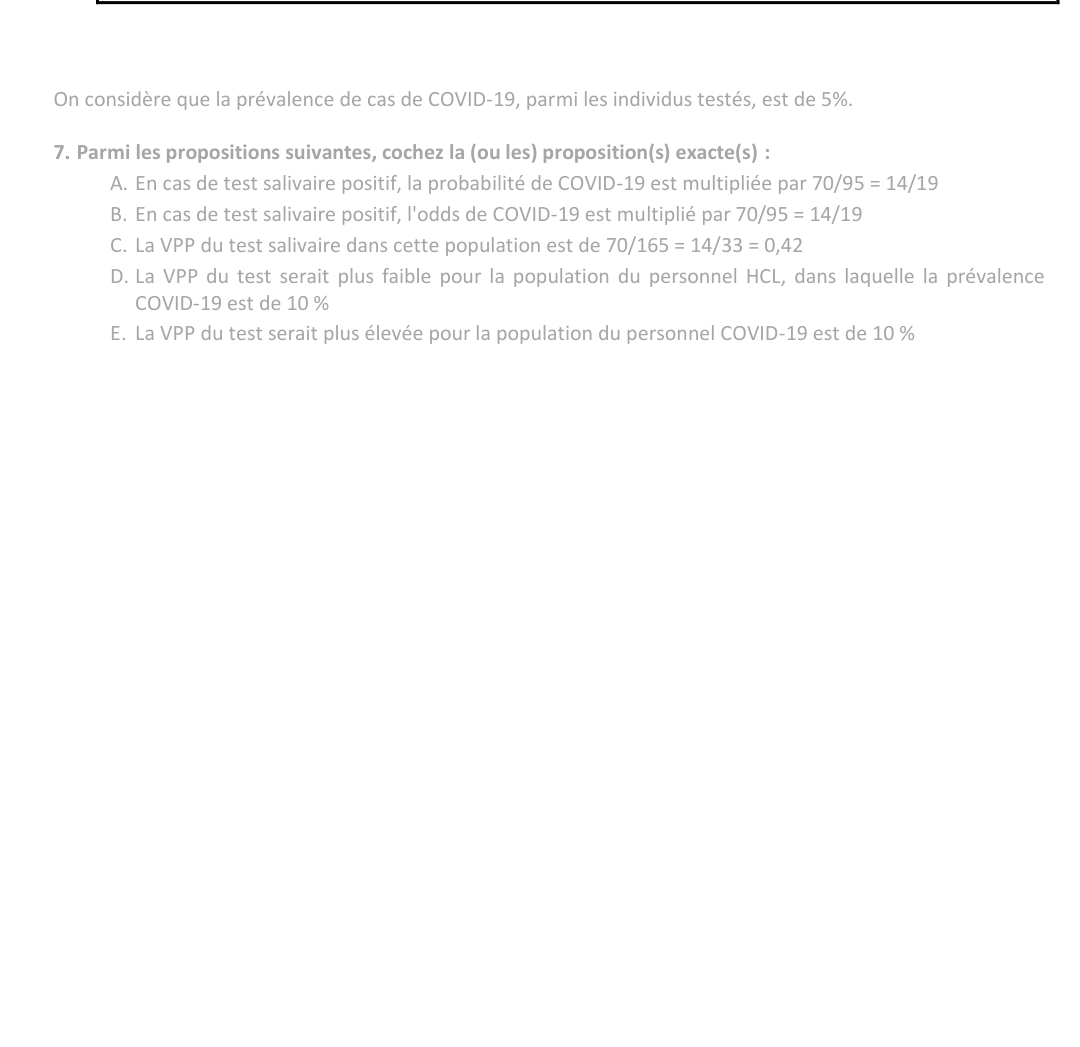 On considère que la prévalence de cas de COVID-19, parmi les individus testés, est de 5%.
7. Parmi les propositions suivantes, cochez la (ou les) proposition(s) exacte(s) :
A. En cas de test salivaire positif, la probabilité de COVID-19 est multipliée par 70/95 = 14/19
B. En cas de test salivaire positif, l'odds de COVID-19 est multiplié par 70/95 = 14/19
C. La VPP du test salivaire dans cette population est de 70/165 = 14/33 = 0,42
D. La VPP du test serait plus faible pour la population du personnel HCL, dans laquelle la prévalence
COVID-19 est de 10 %
E. La VPP du test serait plus élevée pour la population du personnel COVID-19 est de 10 %